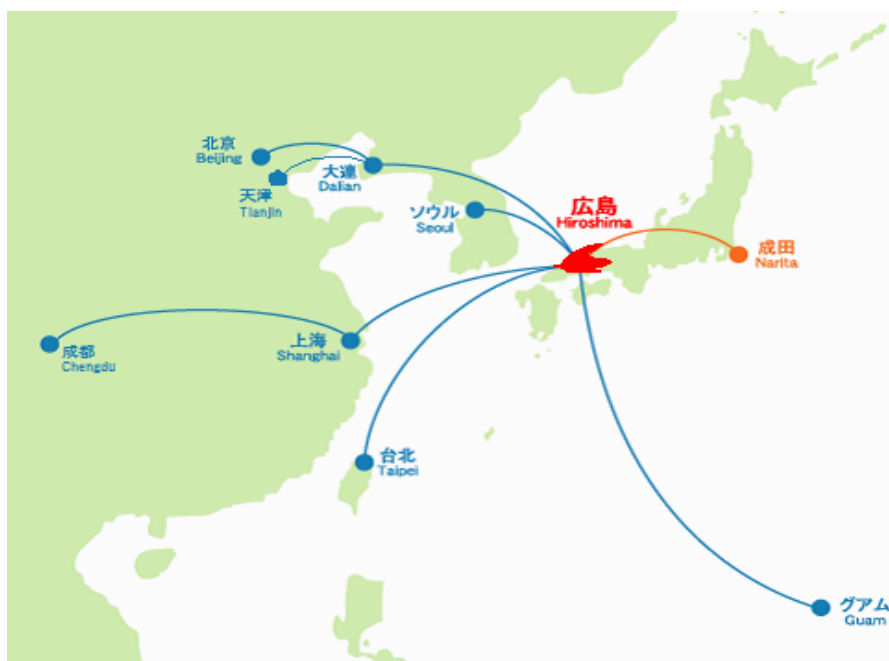 北京
Beijing
天津
Tianjin
大連
Dalian
ソウル
Seoul
広島
Hiroshima
成田
Narita
成都
Chengdu
上海
Shanghai
台北
Taipei
グアム
Guam